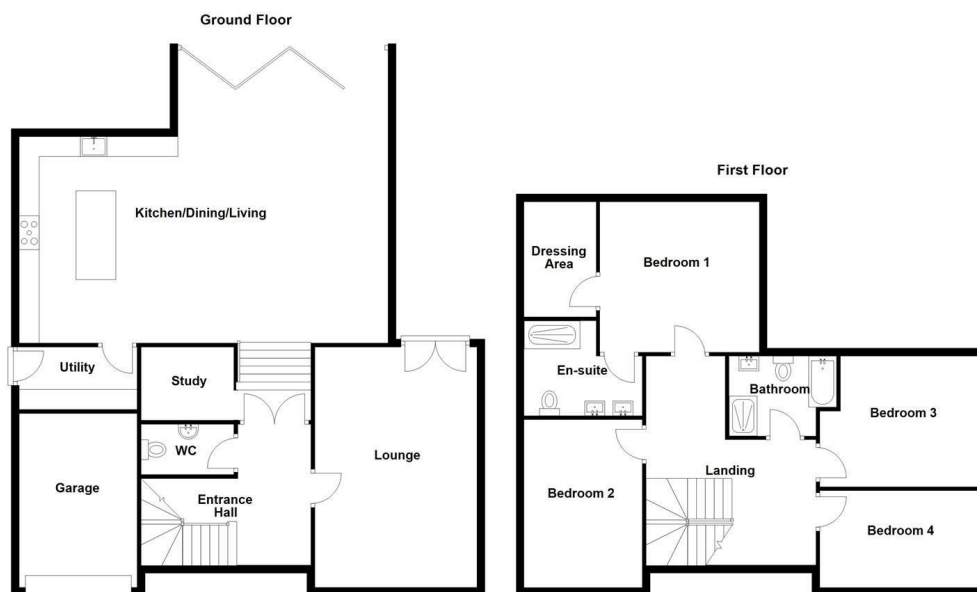 Ground Floor
Kitchen/Dining/Living
Utility
Study
WC
Lounge
Garage
Entrance
Hall
First Floor
Dressing
Area
Bedroom 1
En-suite
Bathroom
Bedroom 3
Bedroom 2
Landing
Bedroom 4